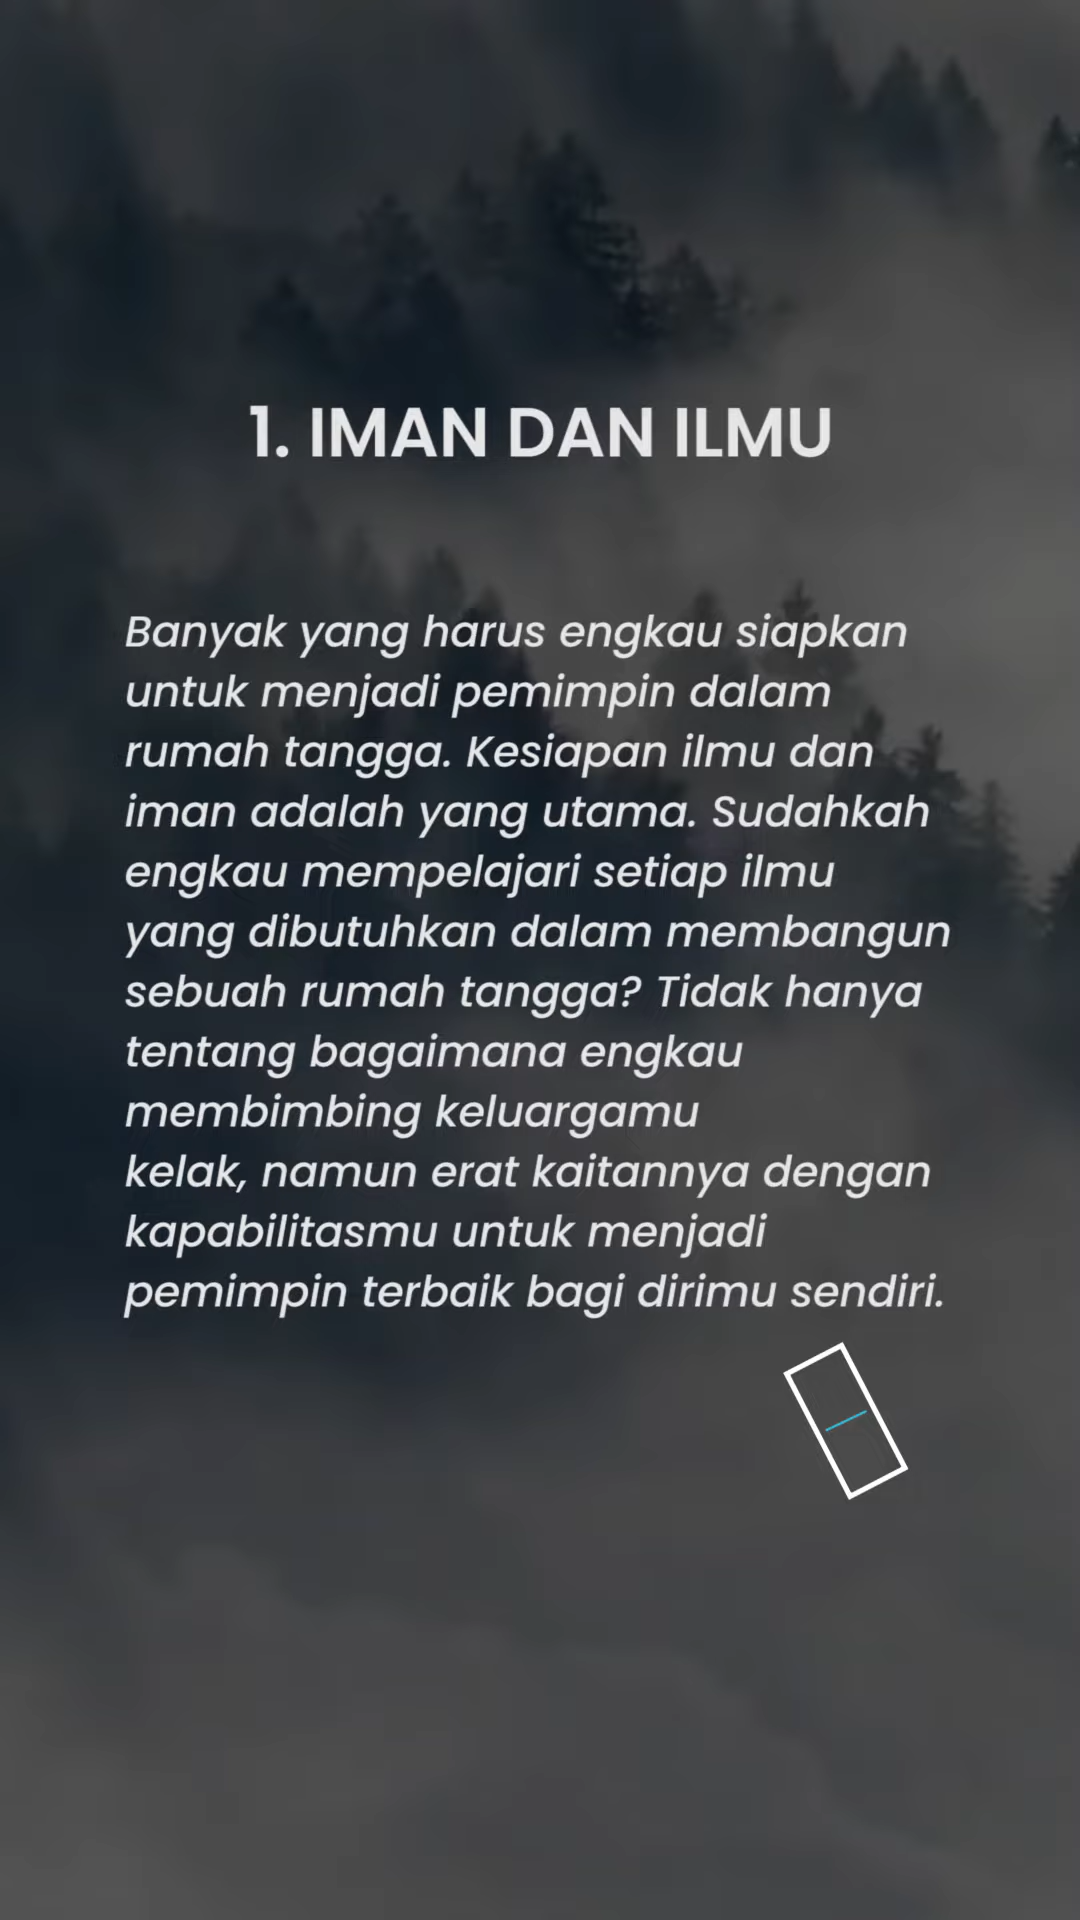 1. IMAN DAN ILMU
Banyak yang harus engkau siapkan
untuk menjadi pemimpin dalam
rumah tangga. Kesiapan ilmu dan
iman adalah yang utama. Sudahkah
engkau mempelajari setiap ilmu
yang dibutuhkan dalam membangun
sebuah rumah tangga? Tidak hanya
tentang bagaimana engkau
membimbing keluargamu
kelak, namun erat kaitannya dengan
kapabilitasmu untuk menjadi
pemimpin terbaik bagi dirimu sendiri.